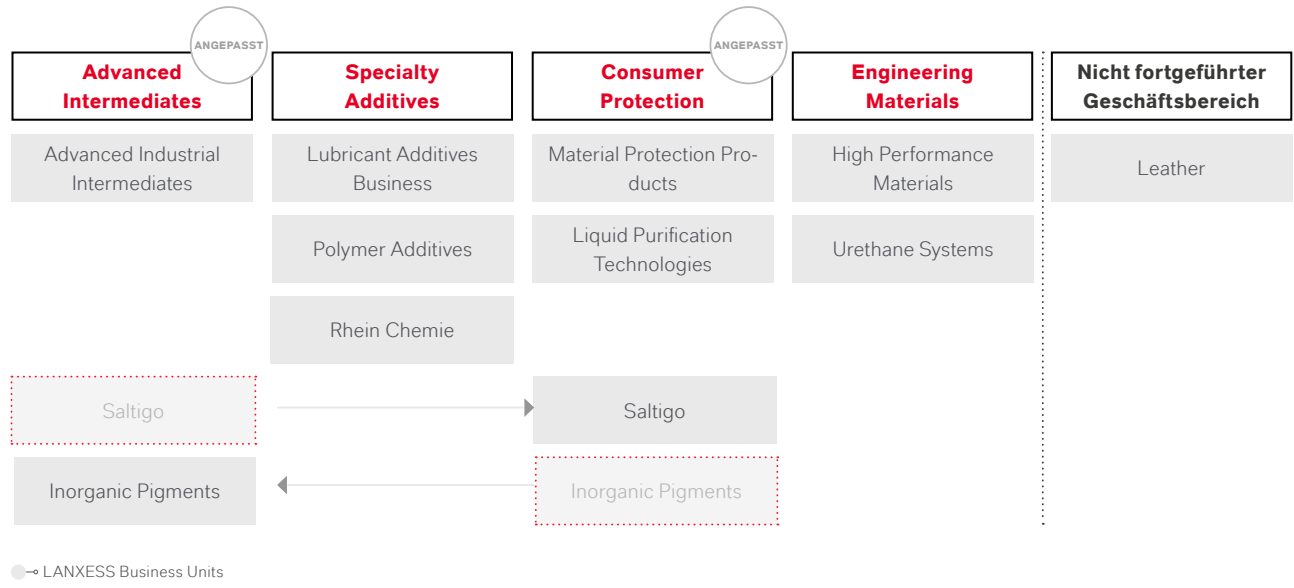 ANGEPASST
ANGEPASST
Advanced
Intermediates
Specialty
Additives
Consumer
Protection
Engineering
Materials
Nicht fortgeführter
Geschäftsbereich
Advanced Industrial
Intermediates
Lubricant Additives
Business
Material Protection Pro-
ducts
High Performance
Materials
Leather
Polymer Additives
Liquid Purification
Technologies
Urethane Systems
Rhein Chemie
Saltigo
Saltigo
Inorganic Pigments
Inorganic Pigments
LANXESS Business Units